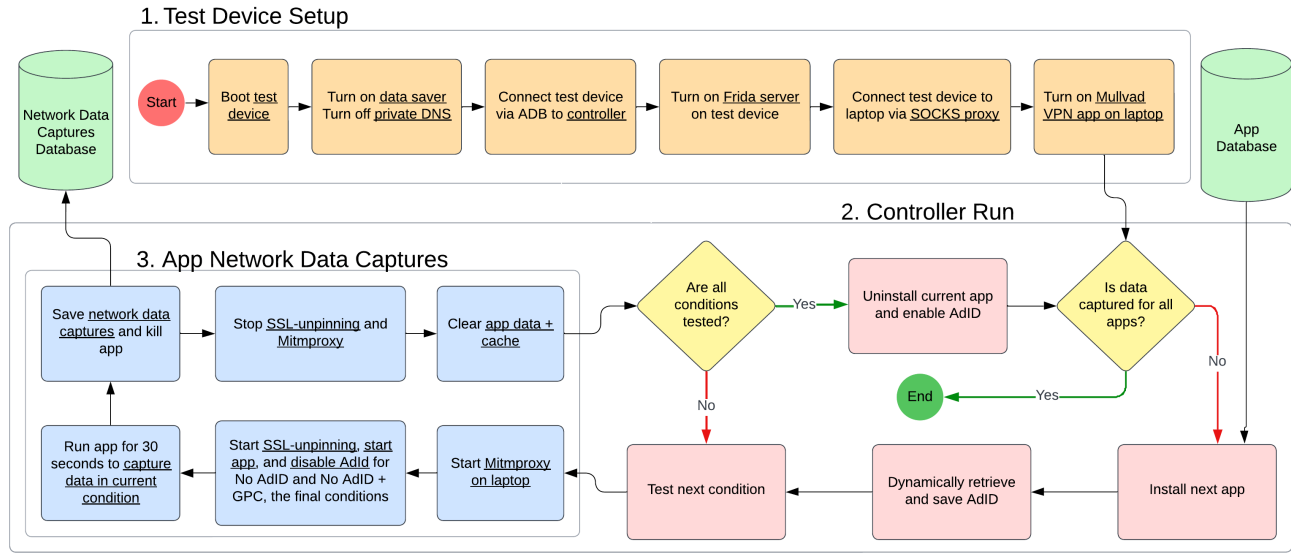 1. Test Device Setup
Network Data
Captures
Database
Start
Boot test
device
Turn on data saver
Turn off private DNS
Connect test device
via ADB to controller
Turn on Frida server
on test device
Connect test device to
laptop via SOCKS proxy
Turn on Mullvad
VPN app on laptop
App
Database
2. Controller Run
3. App Network Data Captures
Save network data
captures and kill
app
Stop SSL-unpinning and
Mitmproxy
Clear app data +
cache
Are all
conditions
tested?
Yes
Uninstall current app
and enable AdID
Is data
captured for all
apps?
No
Yes
End
No
Run app for 30
seconds to capture
data in current
condition
Start SSL-unpinning, start
app, and disable AdId for
No AdID and No AdID +
GPC, the final conditions
Start Mitmproxy
on laptop
Test next condition
Dynamically retrieve
and save AdID
Install next app